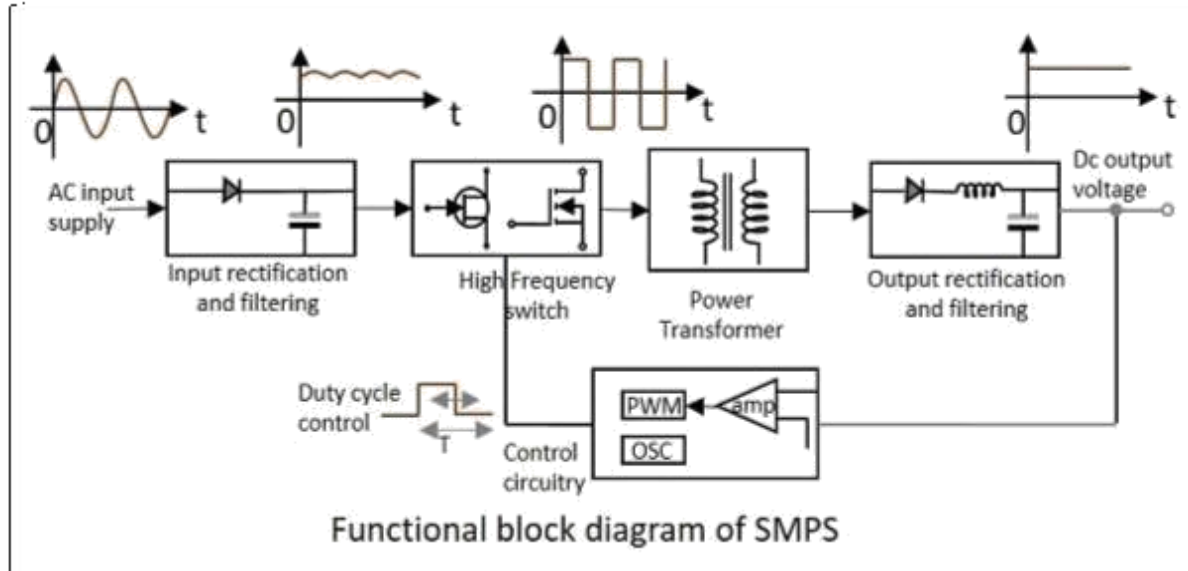 0
t
0
t
0
t
0
t
AC input
supply
Dc output
voltage
Input rectification
and filtering
High Frequency
switch
Power
Transformer
Output rectification
and filtering
Duty cycle
control
T
Control
circuitry
PWM
amp
OSC
Functional block diagram of SMPS